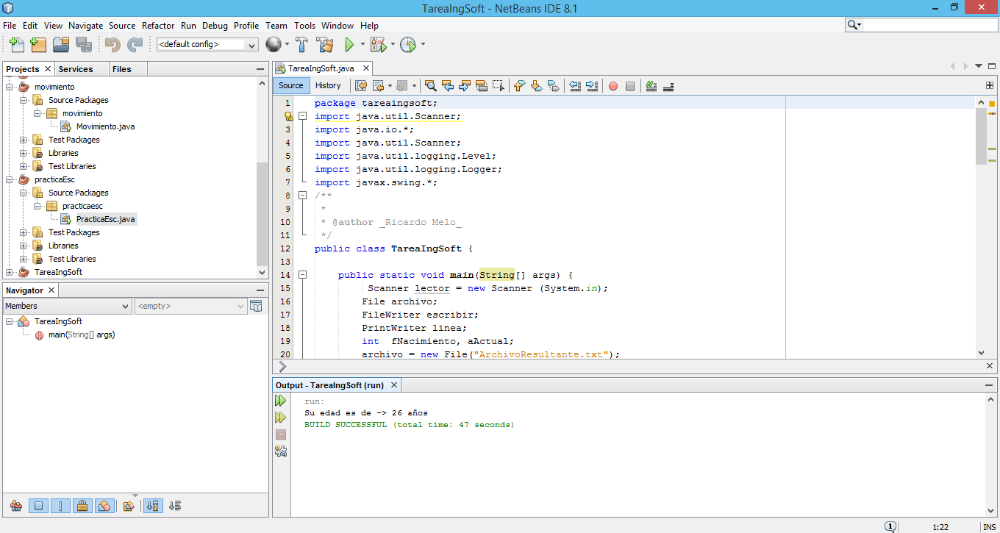 TareaIngSoft - NetBeans IDE 8.1
File Edit View Navigate Source Refactor Run Debug Profile Team Tools Window Help
<default config>
Projects Services Files
movimiento
Source Packages
movimiento
Movimiento.java
Test Packages
Libraries
Test Libraries
practicaEsc
Source Packages
practicaesc
PracticaEsc.java
Test Packages
Libraries
Test Libraries
TareaIngSoft
Navigator
Members <empty>
TareaIngSoft
main(String[] args)
TareaIngSoft.java
Source History
1 package tareaingsoft;
import java.util.Scanner;
3 import java.io.*;
4 import java.util.Scanner;
5 import java.util.logging.Level;
6 import java.util.logging.Logger;
7 import javax.swing.*;
8 /**
9 *
10 * @author _Ricardo Melo_
11 */
12 public class TareaIngSoft {
13
14 public static void main(String[] args) {
15 Scanner lector = new Scanner (System.in);
16 File archivo;
17 FileWriter escribir;
18 PrintWriter linea;
19 int fNacimiento, aActual;
20 archivo = new File("ArchivoResultante.txt");
Output - TareaIngSoft (run)
run:
Su edad es de -> 26 años
BUILD SUCCESSFUL (total time: 47 seconds)
1 1:22 INS